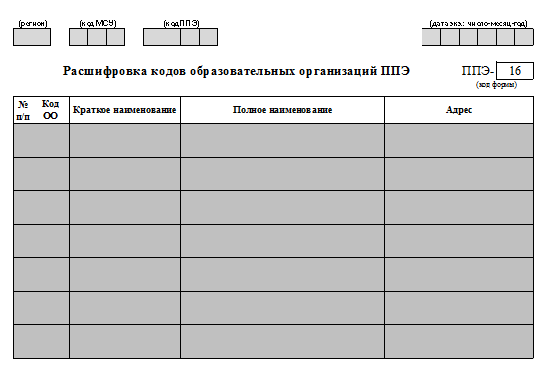 (регион) (код МСУ) (код ППЭ) (дата экз.: число-месяц-год)
Расшифровка кодов образовательных организаций ППЭ ППЭ- 16
(код формы)
№ п/п Код ОО Краткое наименование Полное наименование Адрес